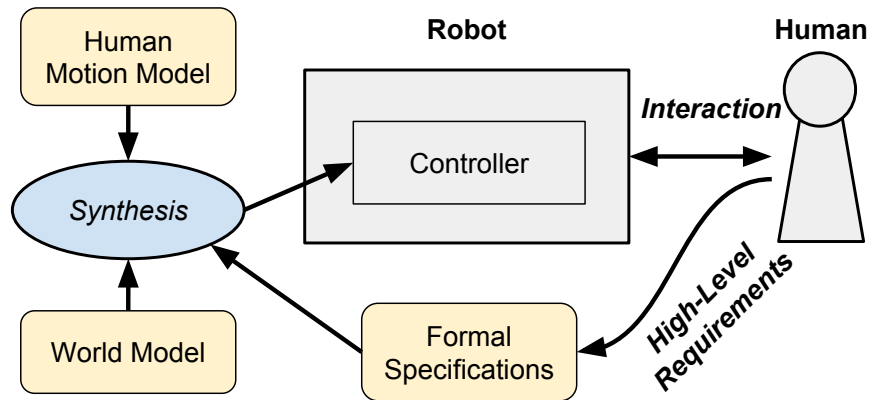 Human
Motion Model
Robot
Human
Interaction
Controller
Synthesis
World Model
Formal
Specifications
High-Level
Requirements